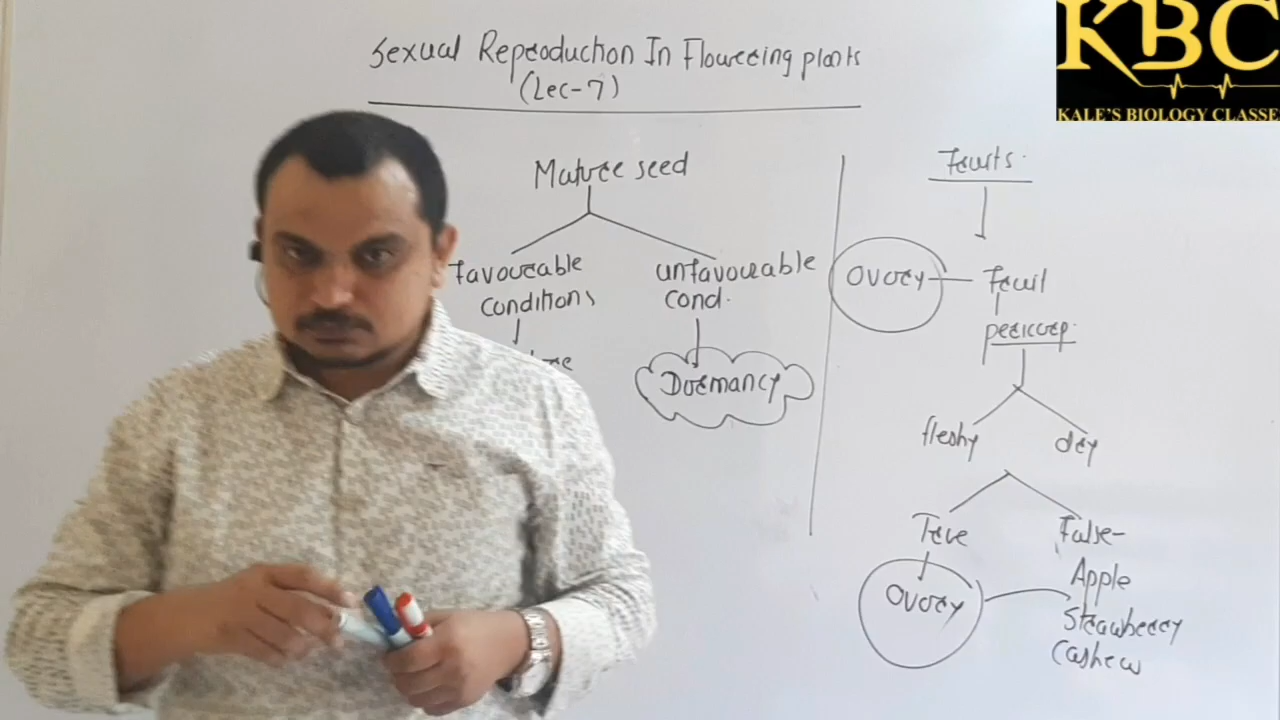 Sexual Reproduction In Flowering plants
(Lec-7)
KBC
KALE'S BIOLOGY CLASSE
Mature seed
Favourable
conditions
unfavourable
cond.
Dormancy
Fruits.
Ovary
Fruit
pericarp.
fleshy
dry
True
False-
Ovary
Apple
Strawberry
Cashew